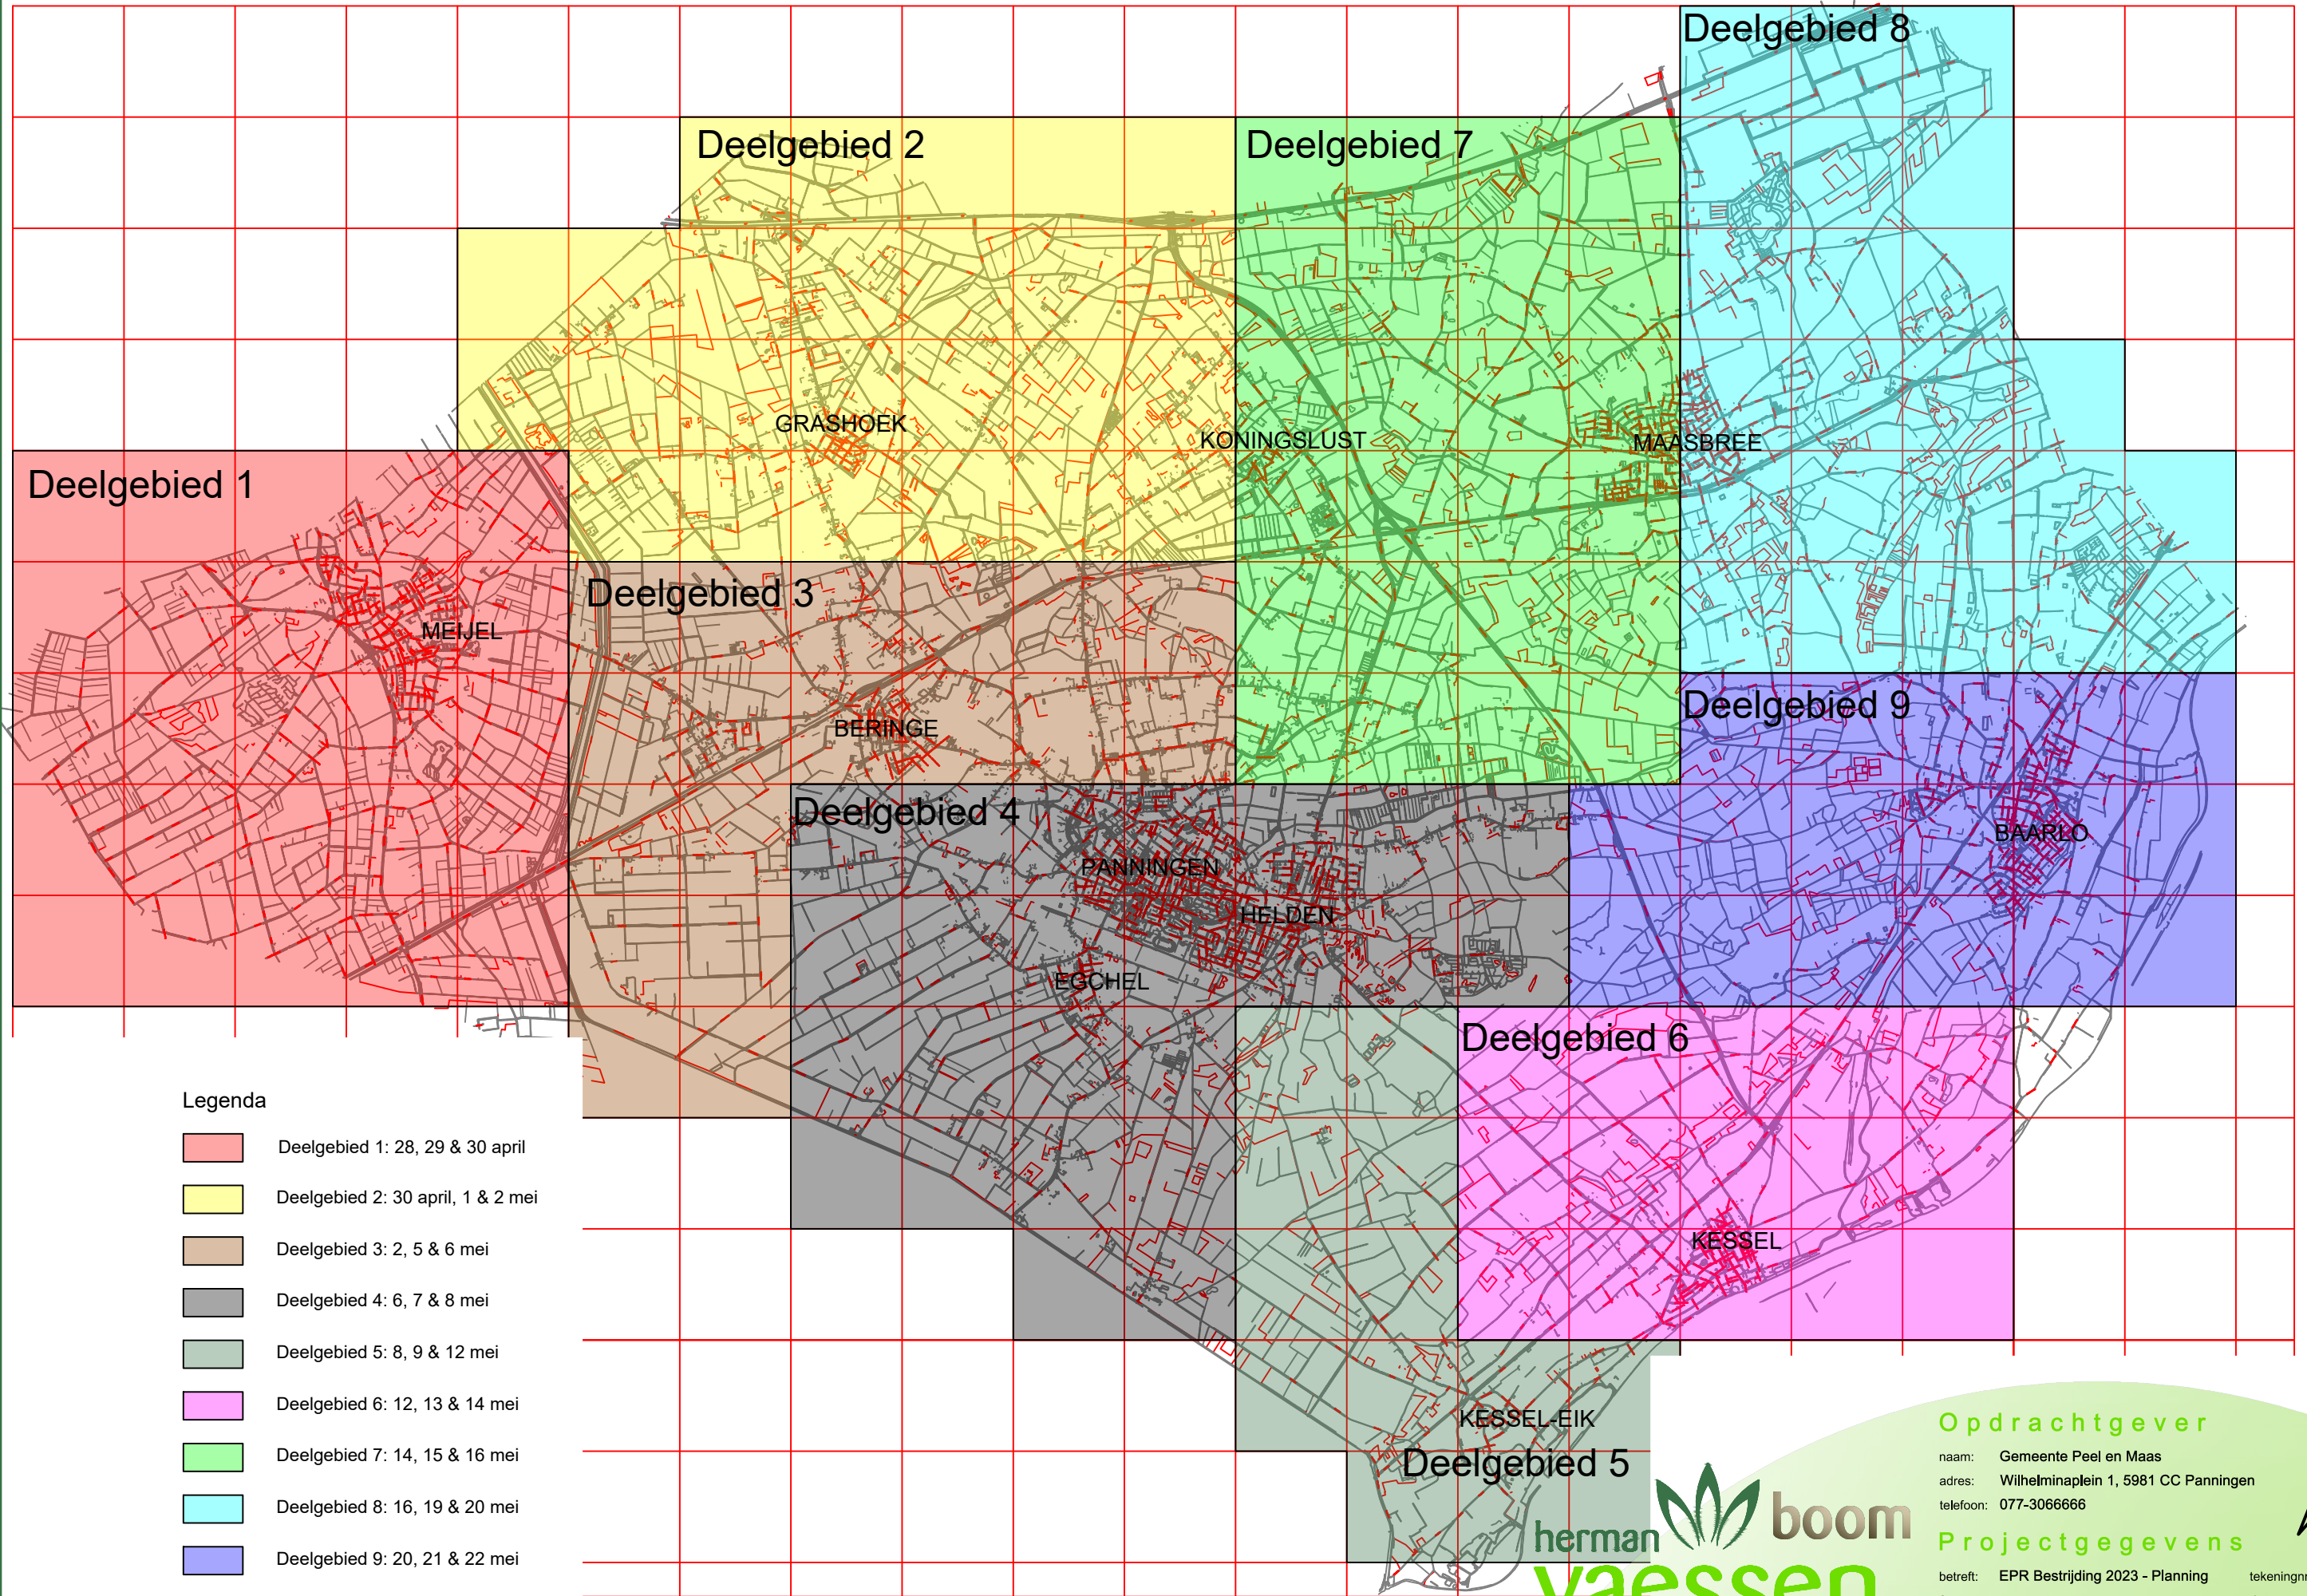 Deelgebied 8
Deelgebied 2
Deelgebied 7
GRASHOEK
KONINGSLUST
MAASBREE
Deelgebied 1
Deelgebied 3
MEIJEL
Deelgebied 9
BERINGE
Deelgebied 4
BAARLO
PANNINGEN
HELDEN
EGCHEL
Deelgebied 6
KESSEL
KESSEL-EIK
Deelgebied 5
Legenda
Deelgebied 1: 28, 29 & 30 april
Deelgebied 2: 30 april, 1 & 2 mei
Deelgebied 3: 2, 5 & 6 mei
Deelgebied 4: 6, 7 & 8 mei
Deelgebied 5: 8, 9 & 12 mei
Deelgebied 6: 12, 13 & 14 mei
Deelgebied 7: 14, 15 & 16 mei
Deelgebied 8: 16, 19 & 20 mei
Deelgebied 9: 20, 21 & 22 mei
herman boom
vaessen
Opdrachtgever
naam: Gemeente Peel en Maas
adres: Wilhelminaplein 1, 5981 CC Panningen
telefoon: 077-3066666
Projectgegevens
betreft: EPR Bestrijding 2023 - Planning